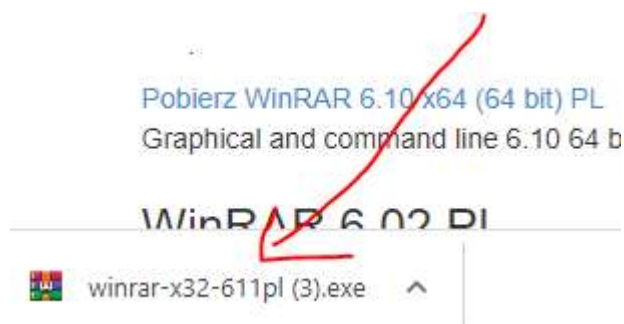 Pobierz WinRAR 6.10 x64 (64 bit) PL
Graphical and command line 6.10 64 b
WinRAR 6.02 PL
winrar-x32-611pl (3).exe